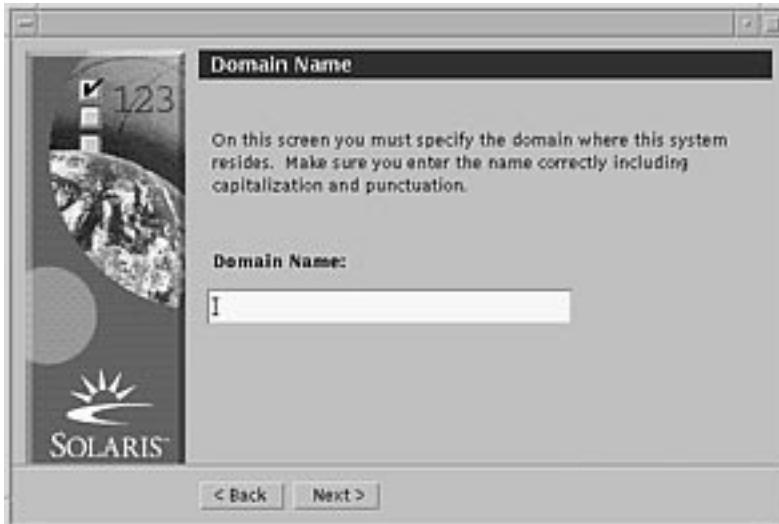 Domain Name
123
On this screen you must specify the domain where this system
resides. Make sure you enter the name correctly including
capitalization and punctuation.
Domain Name:
SOLARIS™
< Back
Next >